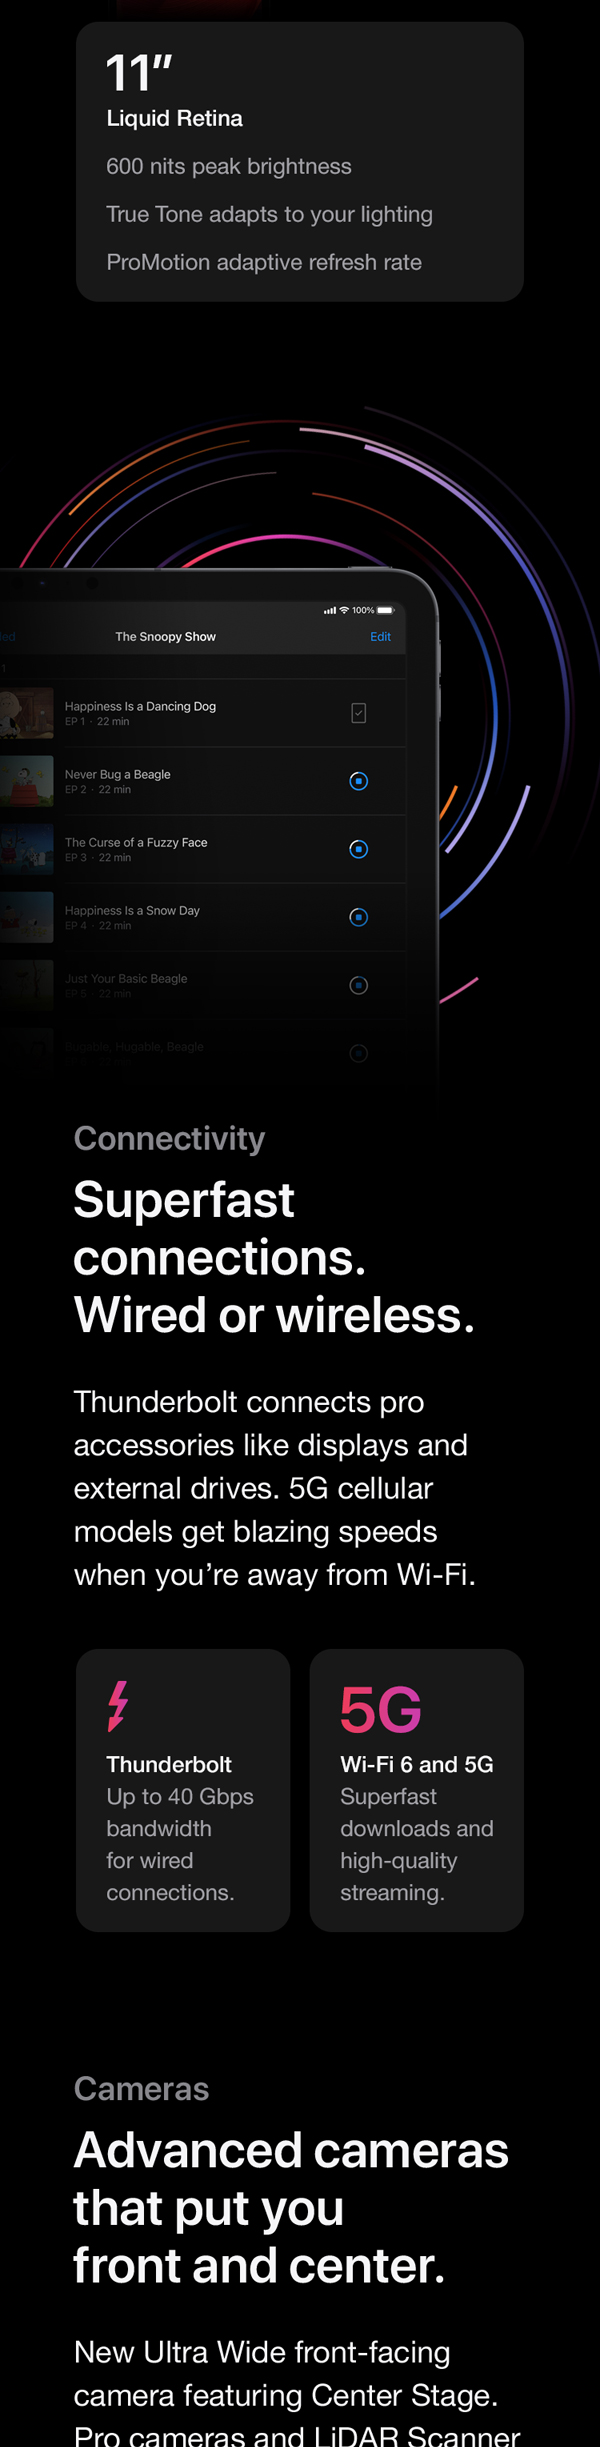 11″
Liquid Retina
600 nits peak brightness
True Tone adapts to your lighting
ProMotion adaptive refresh rate
100%
The Snoopy Show
Edit
1
Happiness Is a Dancing Dog
EP 1 · 22 min
Never Bug a Beagle
EP 2 · 22 min
The Curse of a Fuzzy Face
EP 3 · 22 min
Happiness Is a Snow Day
EP 4 · 22 min
Just Your Basic Beagle
EP 5 · 22 min
Bugable, Hugable, Beagle
Connectivity
Superfast
connections.
Wired or wireless.
Thunderbolt connects pro
accessories like displays and
external drives. 5G cellular
models get blazing speeds
when you’re away from Wi-Fi.
Thunderbolt
Up to 40 Gbps
bandwidth
for wired
connections.
5G
Wi-Fi 6 and 5G
Superfast
downloads and
high-quality
streaming.
Cameras
Advanced cameras
that put you
front and center.
New Ultra Wide front-facing
camera featuring Center Stage.
Pro cameras and LiDAR Scanner